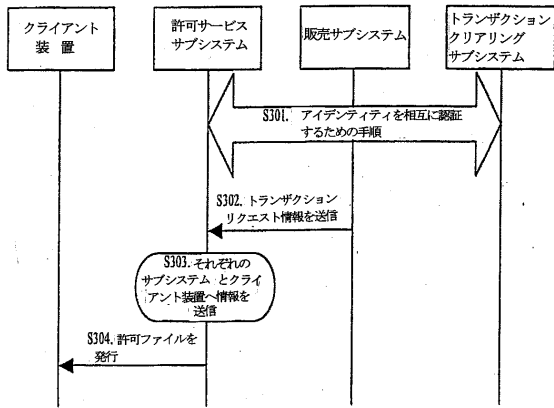 クライアント
装 置
許可サービス
サブシステム
販売サブシステム
トランザクション
クリアリング
サブシステム
S301. アイデンティティを相互に認証
するための手順
S302. トランザクション
リクエスト情報を送信
S303. それぞれの
サブシステム とクライ
アント装置へ情報を
送信
S304. 許可ファイルを
発行